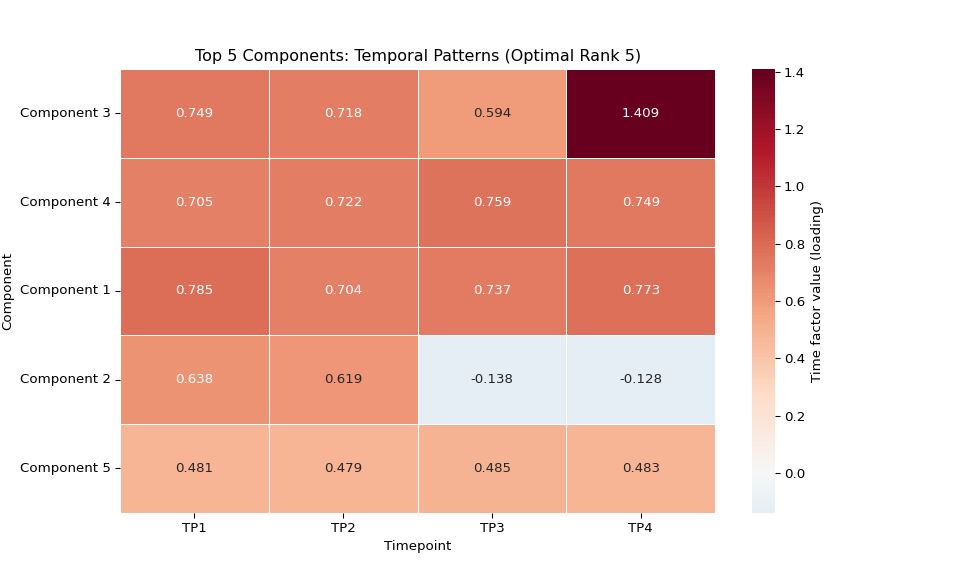 Top 5 Components: Temporal Patterns (Optimal Rank 5)
Component
Component 3 0.749 0.718 0.594 1.409
Component 4 0.705 0.722 0.759 0.749
Component 1 0.785 0.704 0.737 0.773
Component 2 0.638 0.619 -0.138 -0.128
Component 5 0.481 0.479 0.485 0.483
TP1 TP2 TP3 TP4
Timepoint
1.4
1.2
1.0
0.8
0.6
0.4
0.2
0.0
Time factor value (loading)